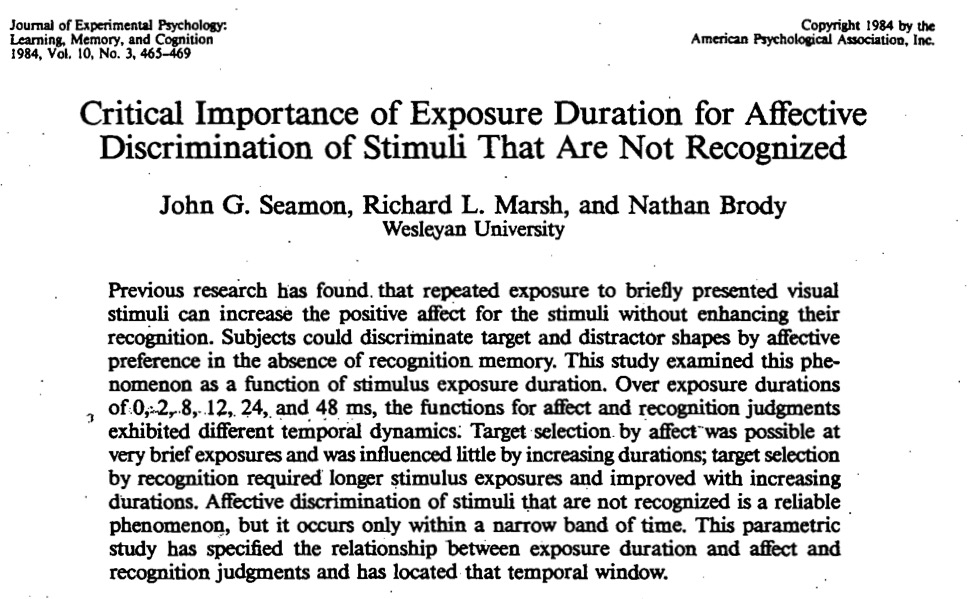 Journal of Experimental Psychology:
Learning, Memory, and Cognition
1984, Vol. 10, No. 3, 465–469
Copyright 1984 by the
American Psychological Association, Inc.
Critical Importance of Exposure Duration for Affective
Discrimination of Stimuli That Are Not Recognized
John G. Seamon, Richard L. Marsh, and Nathan Brody
Wesleyan University
Previous research has found that repeated exposure to briefly presented visual
stimuli can increase the positive affect for the stimuli without enhancing their
recognition. Subjects could discriminate target and distractor shapes by affective
preference in the absence of recognition memory. This study examined this phe-
nomenon as a function of stimulus exposure duration. Over exposure durations
of 0, 2, 8, 12, 24, and 48 ms, the functions for affect and recognition judgments
exhibited different temporal dynamics. Target selection by affect was possible at
very brief exposures and was influenced little by increasing durations; target selection
by recognition required longer stimulus exposures and improved with increasing
durations. Affective discrimination of stimuli that are not recognized is a reliable
phenomenon, but it occurs only within a narrow band of time. This parametric
study has specified the relationship between exposure duration and affect and
recognition judgments and has located that temporal window.